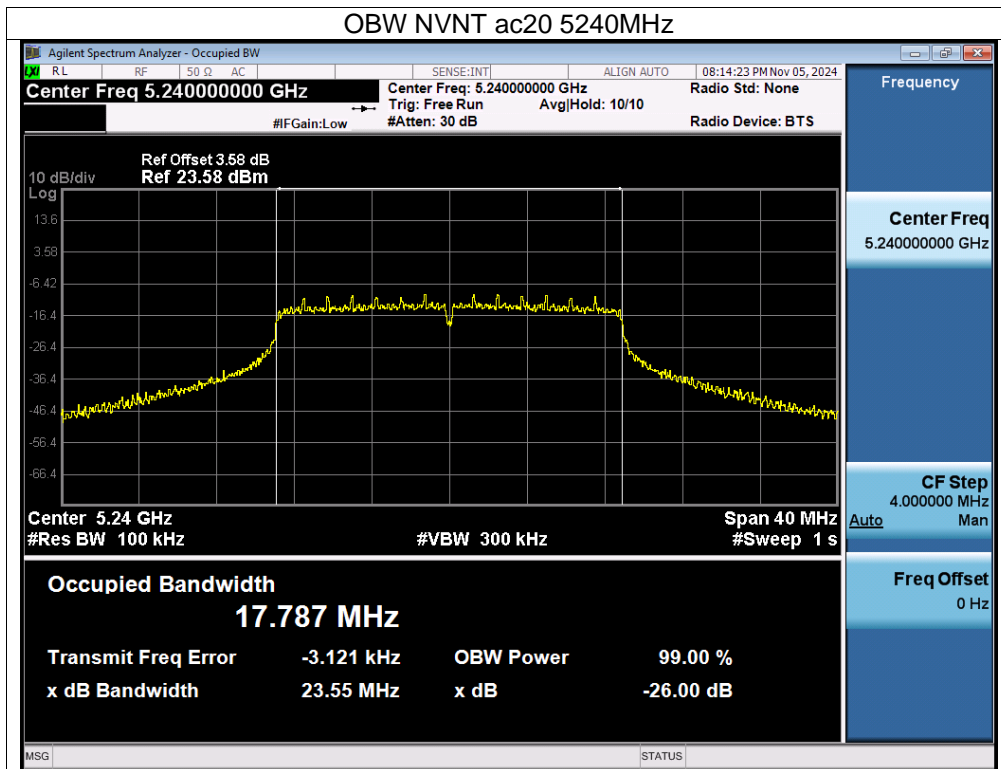 OBW NVNT ac20 5240MHz
Agilent Spectrum Analyzer - Occupied BW
LXI RL RF 50 Ω AC SENSE:INT ALIGN AUTO 08:14:23 PM Nov 05, 2024
Center Freq 5.240000000 GHz
Center Freq: 5.240000000 GHz Radio Std: None
Trig: Free Run Avg|Hold: 10/10
#IFGain:Low #Atten: 30 dB Radio Device: BTS
Ref Offset 3.58 dB
10 dB/div Ref 23.58 dBm
Log
13.6
3.58
-6.42
-16.4
-26.4
-36.4
-46.4
-56.4
-66.4
Center 5.24 GHz Span 40 MHz
#Res BW 100 kHz #VBW 300 kHz #Sweep 1 s
Occupied Bandwidth
17.787 MHz
Transmit Freq Error -3.121 kHz OBW Power 99.00 %
x dB Bandwidth 23.55 MHz x dB -26.00 dB
Frequency
Center Freq
5.240000000 GHz
CF Step
4.000000 MHz
Auto Man
Freq Offset
0 Hz
MSG STATUS